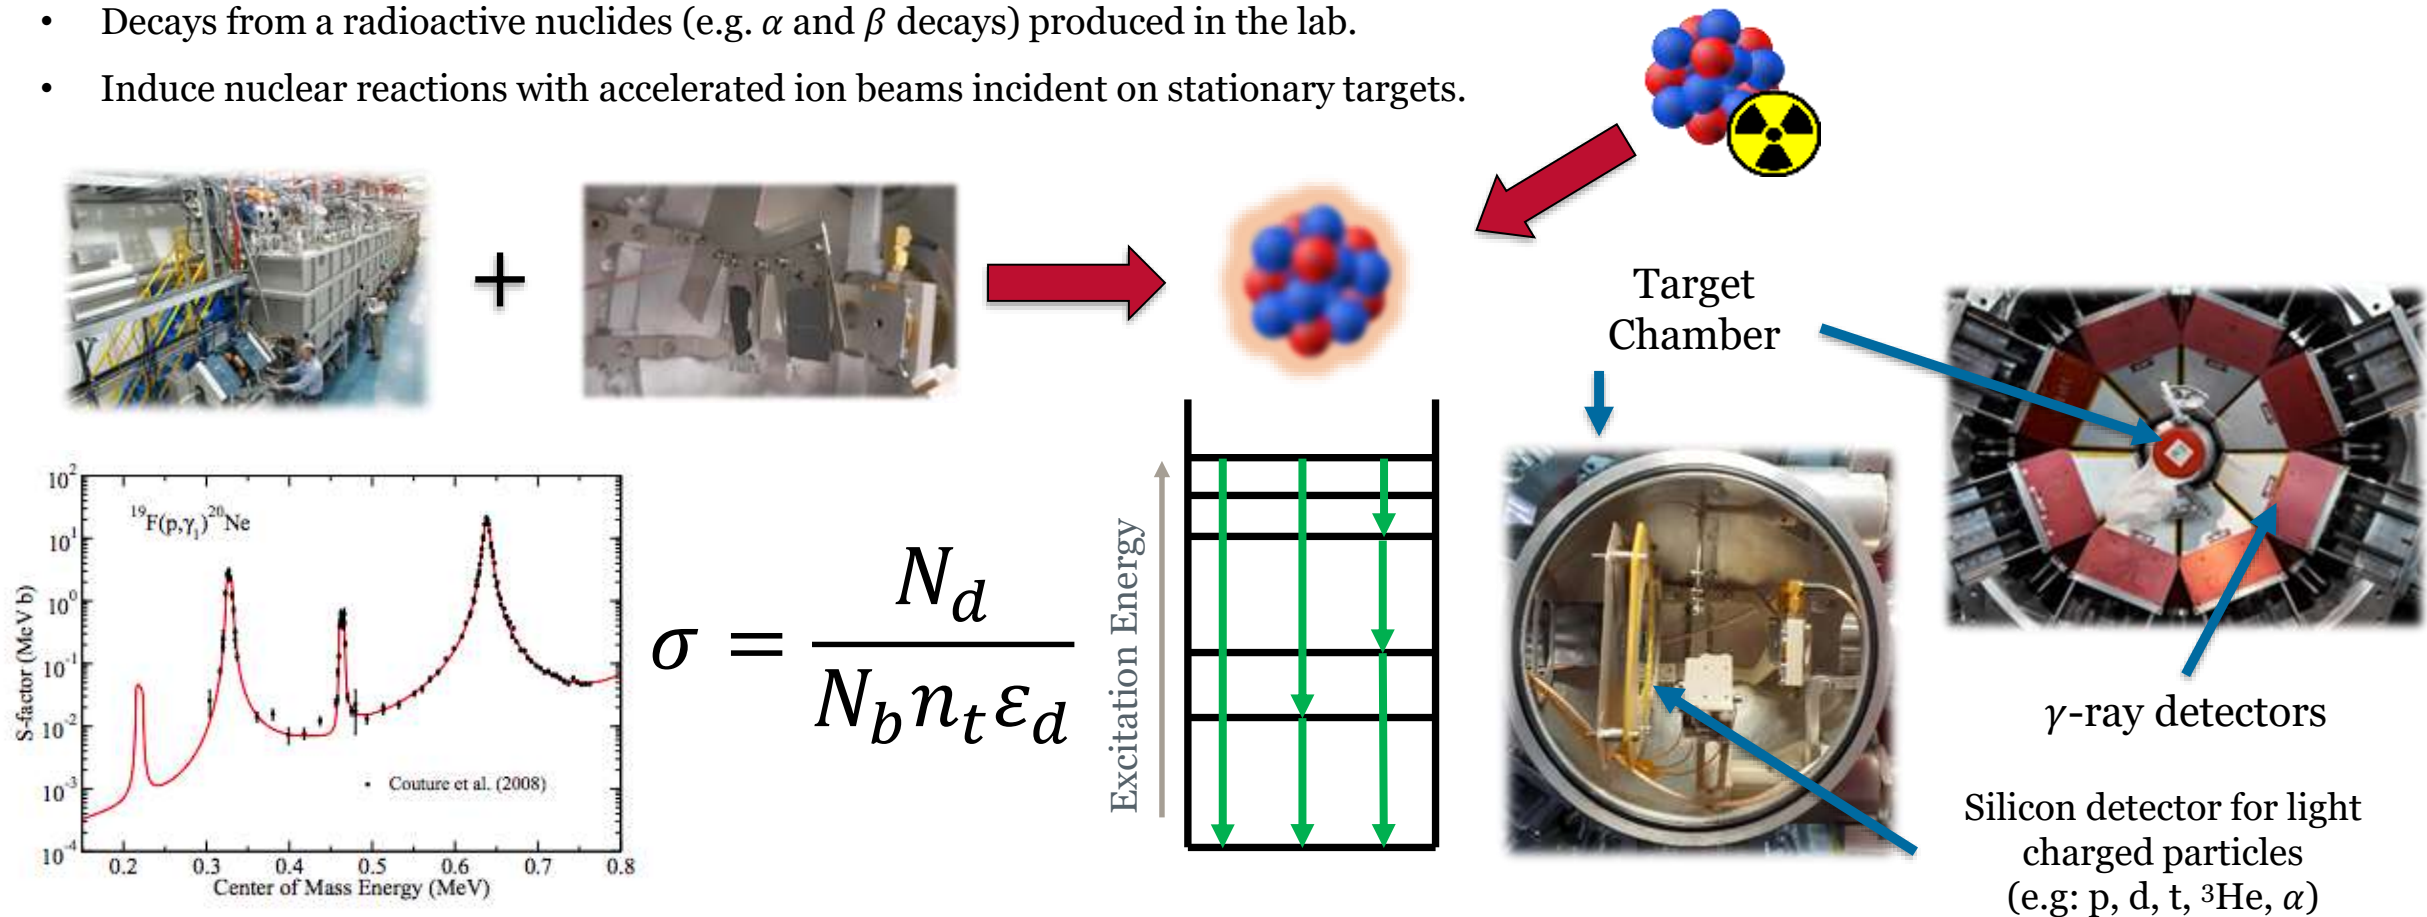 • Decays from a radioactive nuclides (e.g. α and β decays) produced in the lab.
• Induce nuclear reactions with accelerated ion beams incident on stationary targets.
+
Target
Chamber
10²
10¹
10⁰
10⁻¹
10⁻²
10⁻³
10⁻⁴
S-factor (MeV b)
¹⁹F(p,γ₁)²⁰Ne
• Couture et al. (2008)
0.2 0.3 0.4 0.5 0.6 0.7 0.8
Center of Mass Energy (MeV)
σ = N_d / (N_b n_t ε_d)
Excitation Energy
γ-ray detectors
Silicon detector for light
charged particles
(e.g: p, d, t, ³He, α)